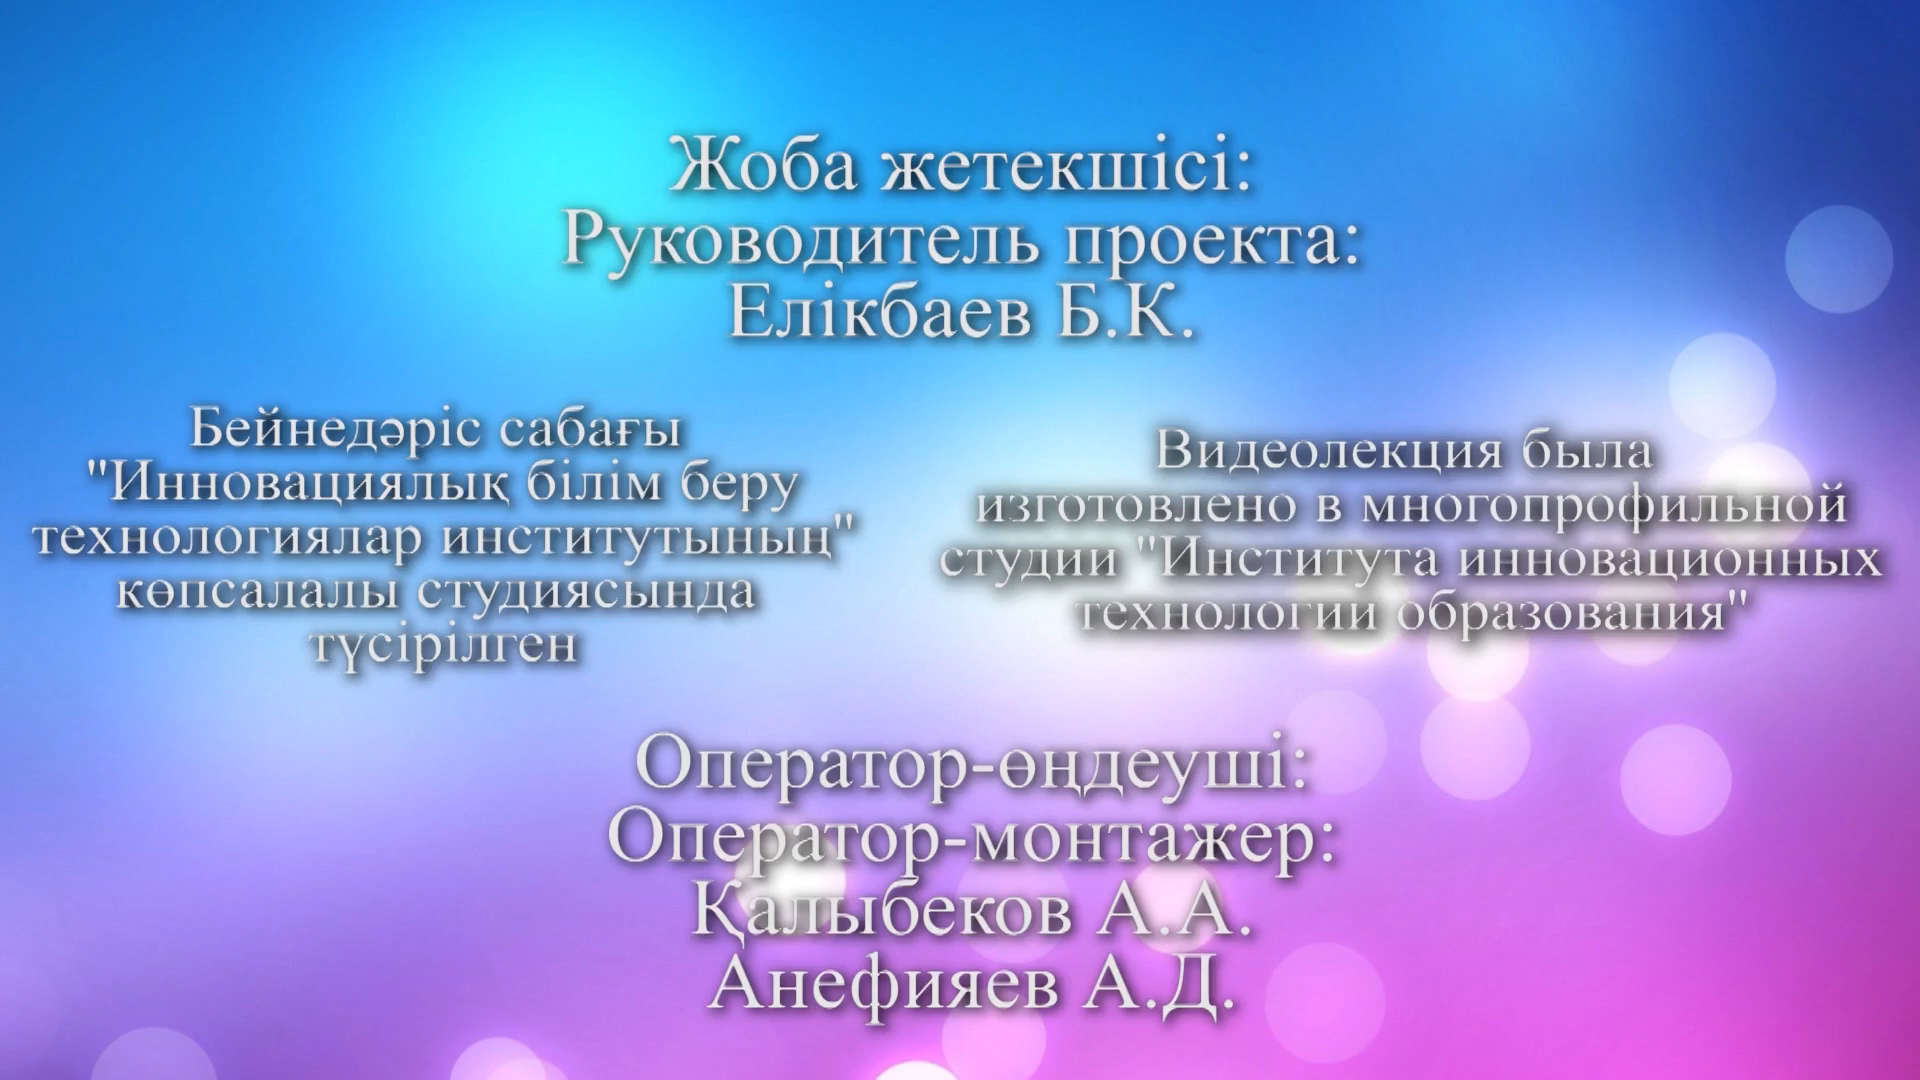 Жоба жетекшісі:
Руководитель проекта:
Елікбаев Б.К.
Бейнедәріс сабағы
"Инновациялық білім беру
технологиялар институтының"
көпсалалы студиясында
түсірілген
Видеолекция была
изготовлено в многопрофильной
студии "Института инновационных
технологии образования"
Оператор-өңдеуші:
Оператор-монтажер:
Қалыбеков А.А.
Анефияев А.Д.